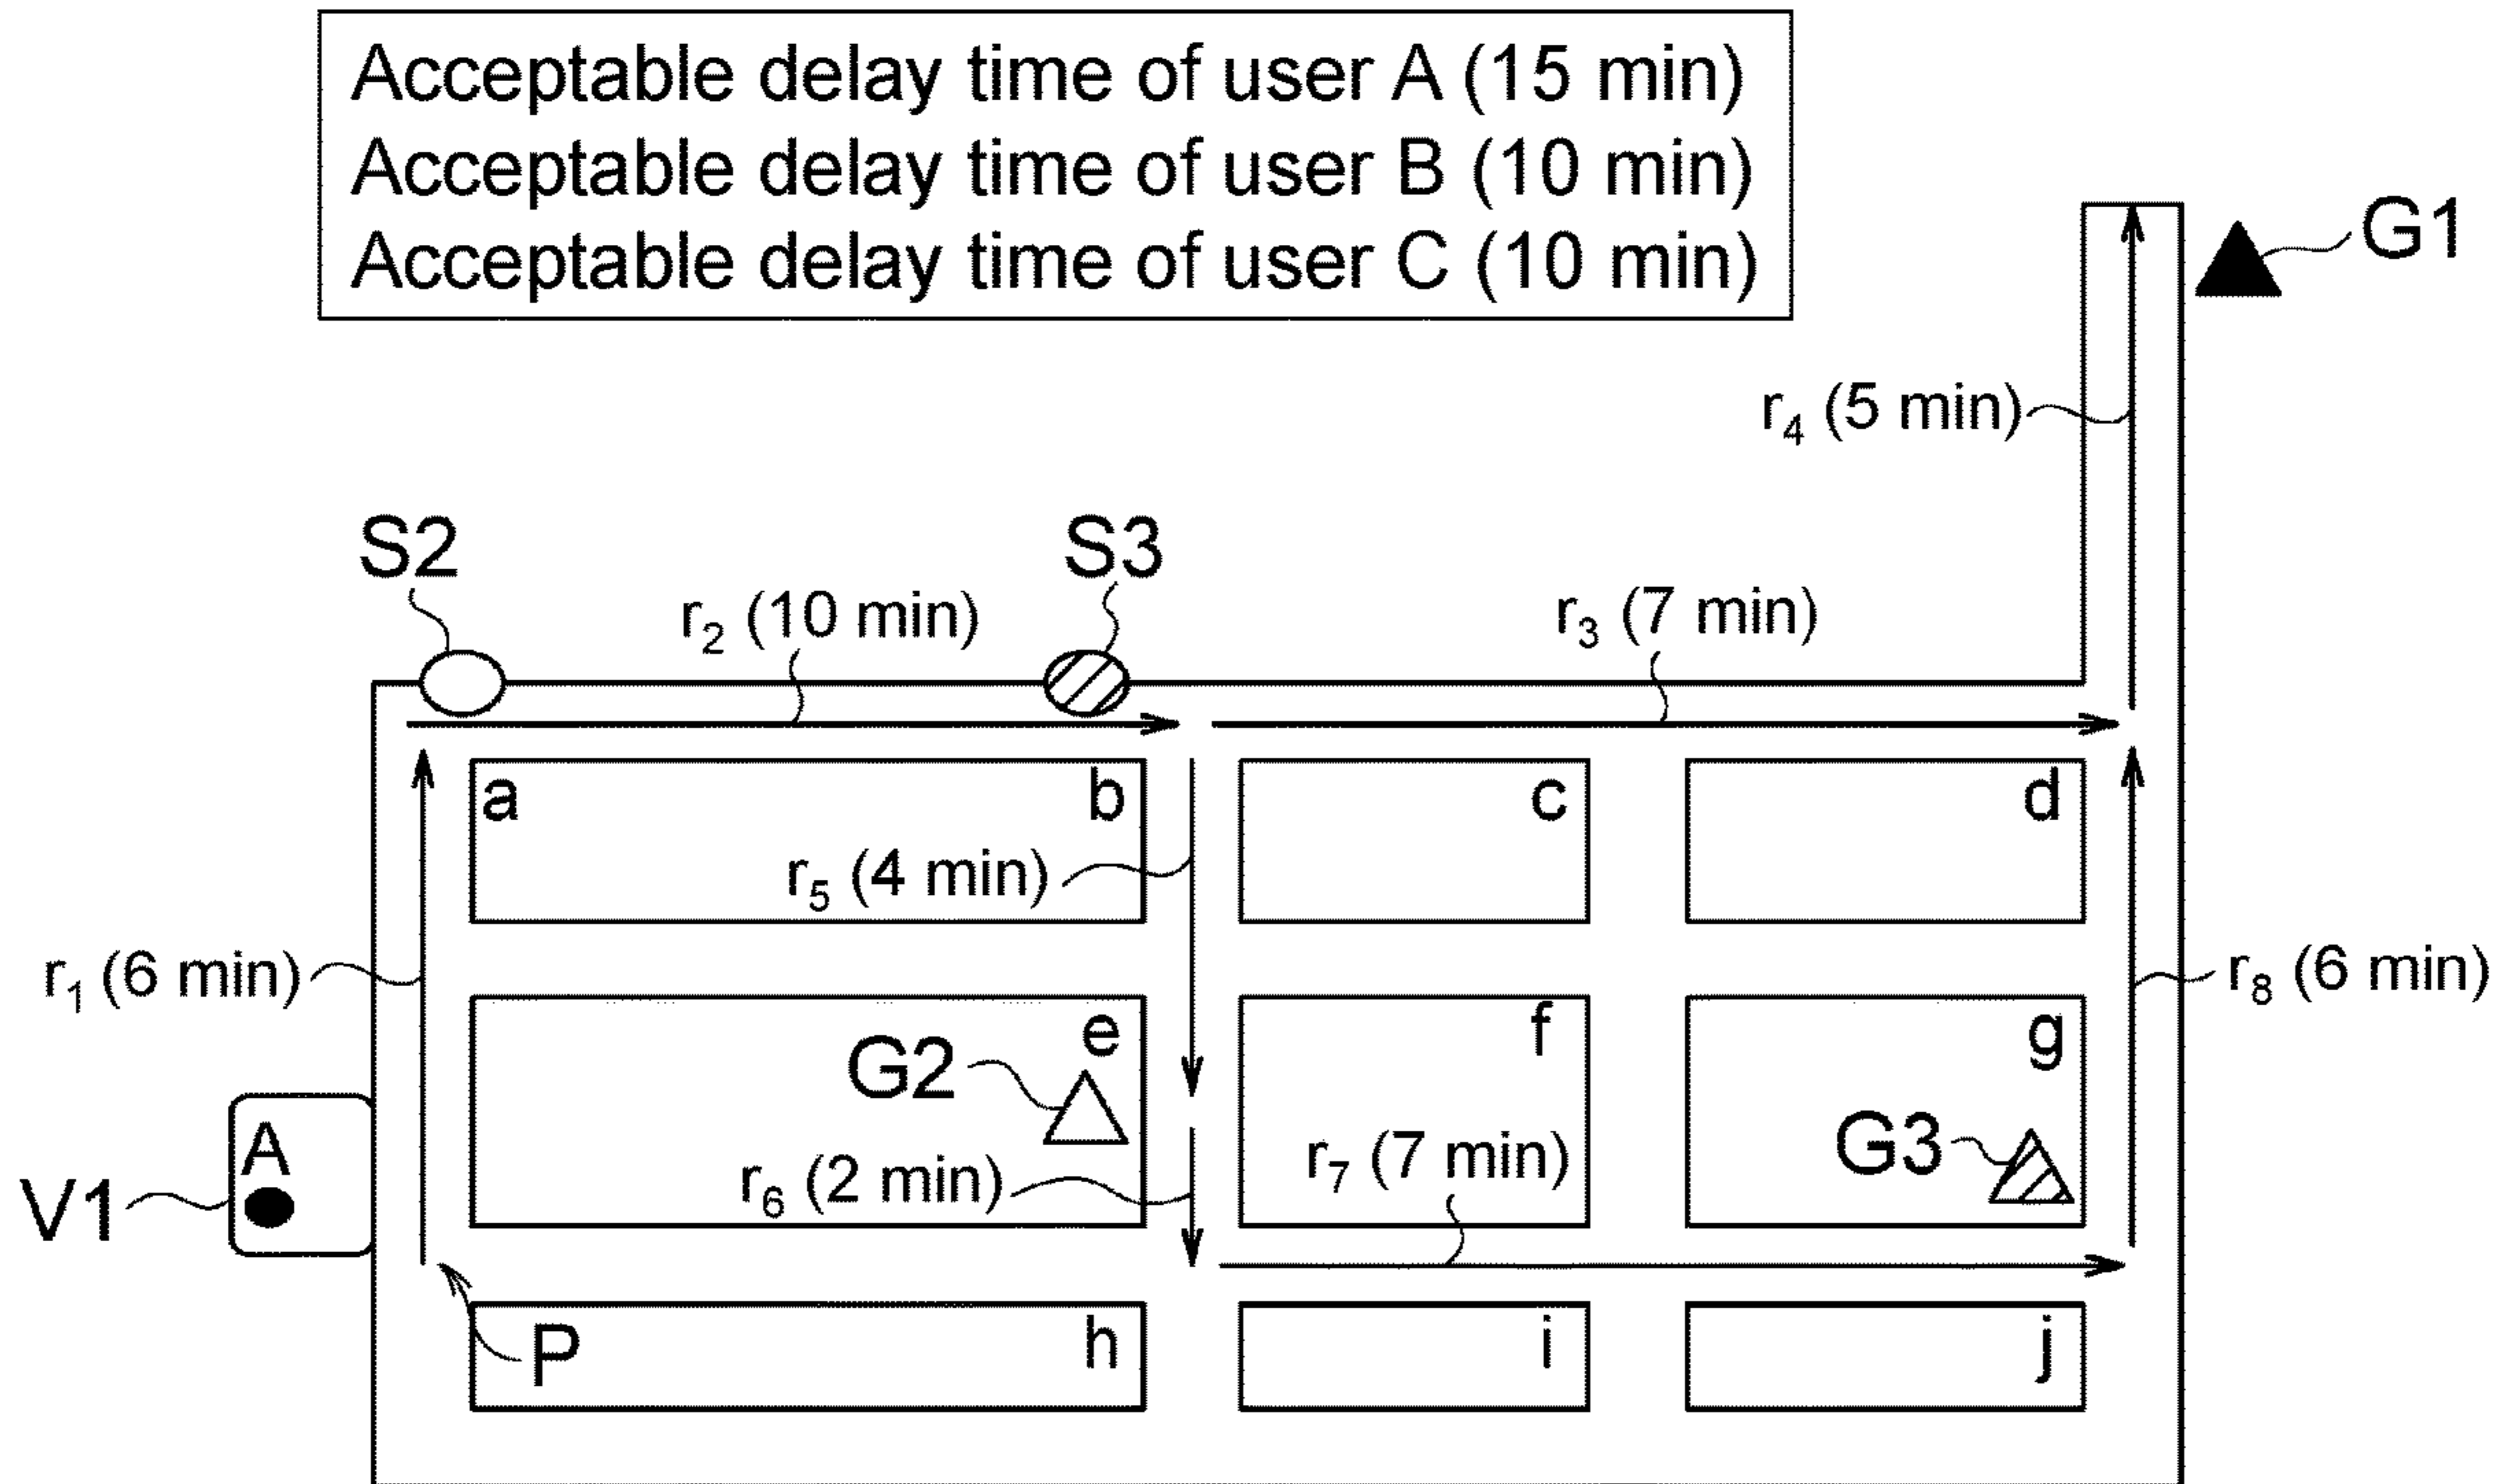 Acceptable delay time of user A (15 min)
Acceptable delay time of user B (10 min)
Acceptable delay time of user C (10 min)
G1
r4 (5 min)
S2
S3
r2 (10 min)
r3 (7 min)
a
b
c
d
r5 (4 min)
r1 (6 min)
r8 (6 min)
e
f
g
G2
G3
A
V1
r6 (2 min)
r7 (7 min)
P
h
i
j